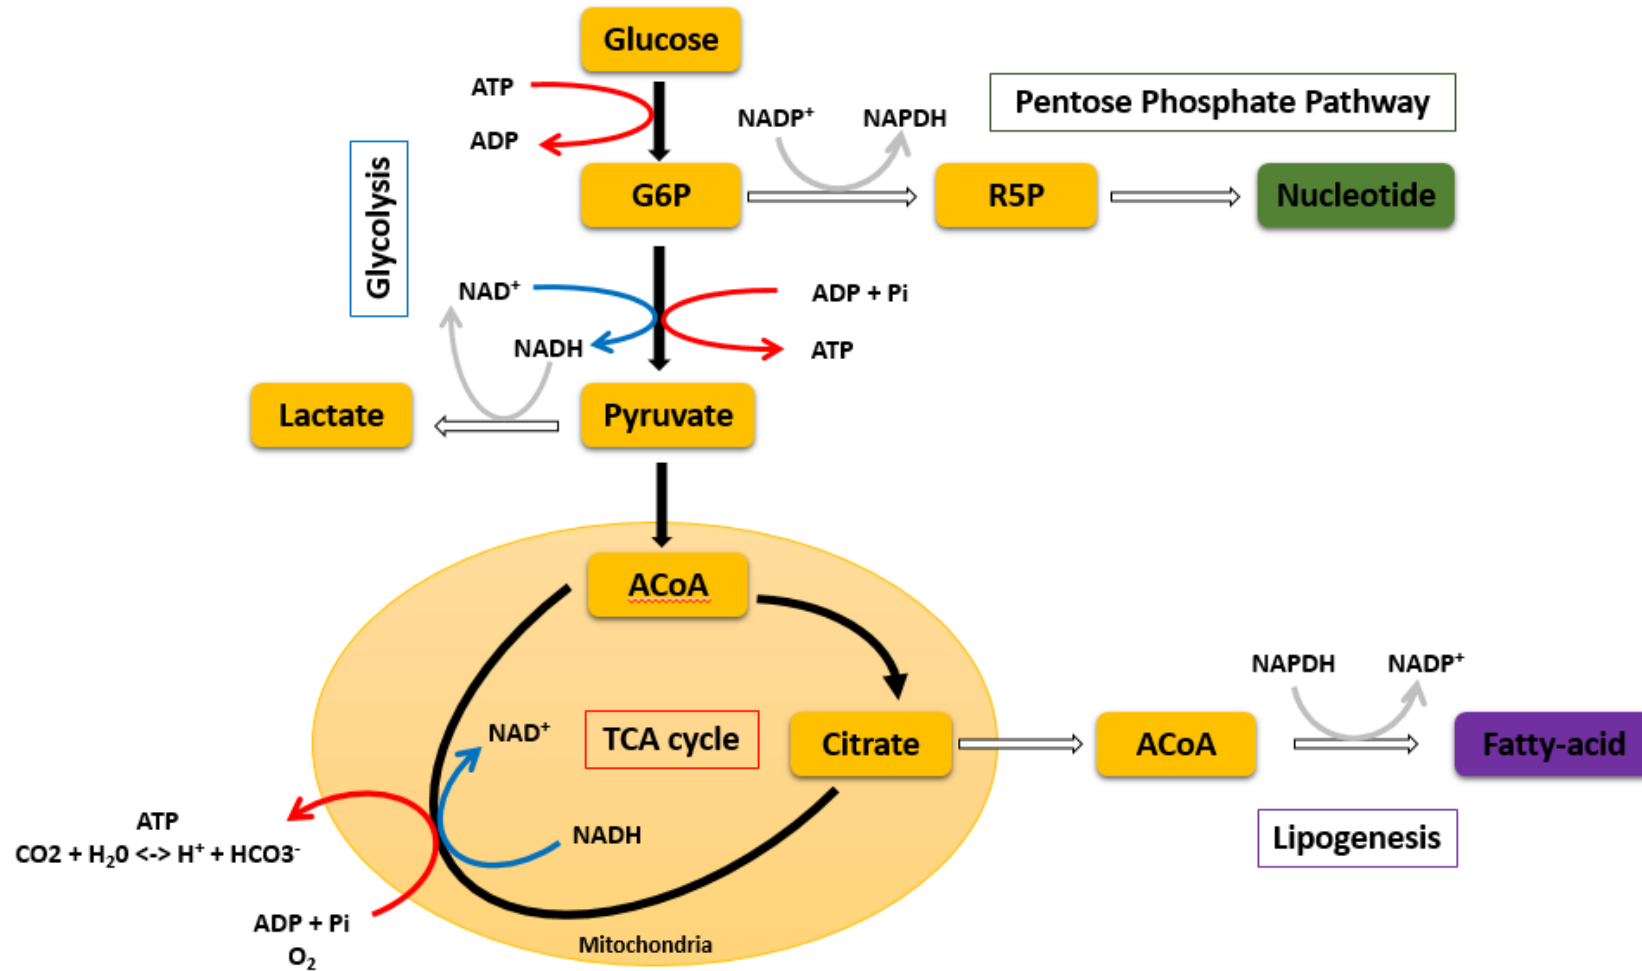 Glucose
ATP
ADP
NADP⁺
NAPDH
Pentose Phosphate Pathway
Glycolysis
G6P
R5P
Nucleotide
NAD⁺
ADP + Pi
NADH
ATP
Lactate
Pyruvate
ACoA
NAD⁺
TCA cycle
Citrate
ACoA
NAPDH
NADP⁺
Fatty-acid
Lipogenesis
NADH
ATP
CO2 + H₂0 <-> H⁺ + HCO3⁻
ADP + Pi
O₂
Mitochondria